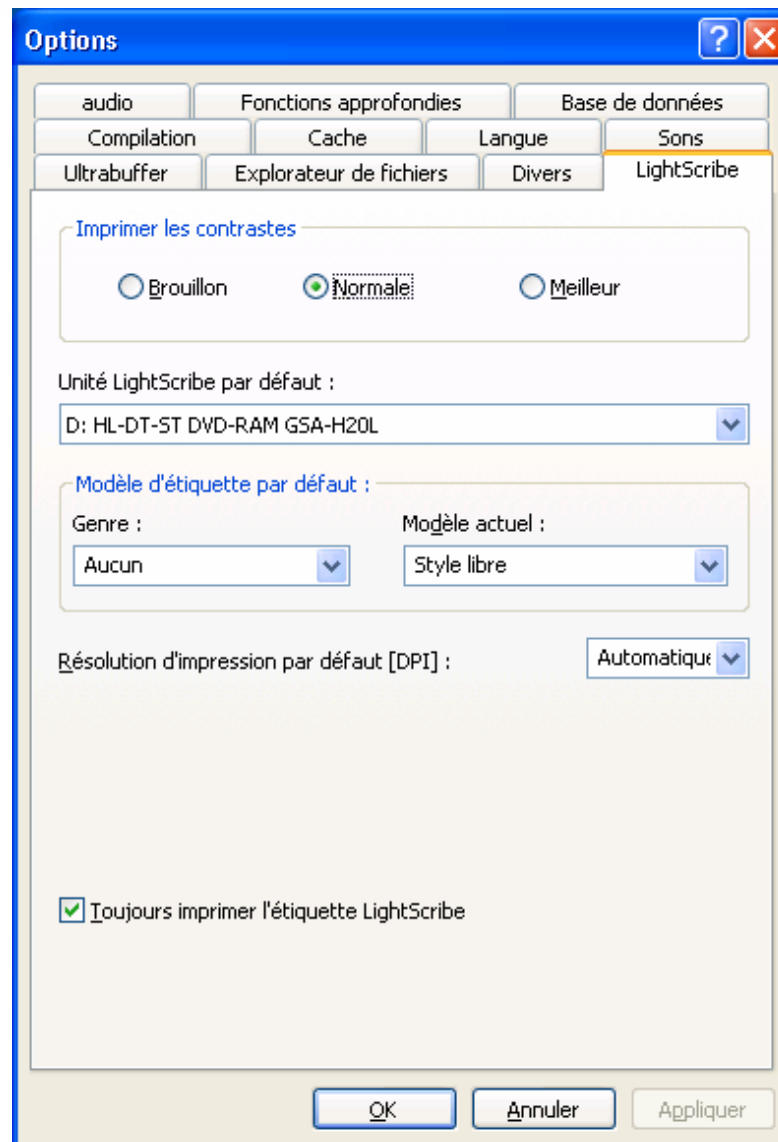 Options
audio Fonctions approfondies Base de données
Compilation Cache Langue Sons
Ultrabuffer Explorateur de fichiers Divers LightScribe
Imprimer les contrastes
Brouillon Normale Meilleur
Unité LightScribe par défaut :
D: HL-DT-ST DVD-RAM GSA-H20L
Modèle d'étiquette par défaut :
Genre : Modèle actuel :
Aucun Style libre
Résolution d'impression par défaut [DPI] : Automatique
Toujours imprimer l'étiquette LightScribe
OK Annuler Appliquer